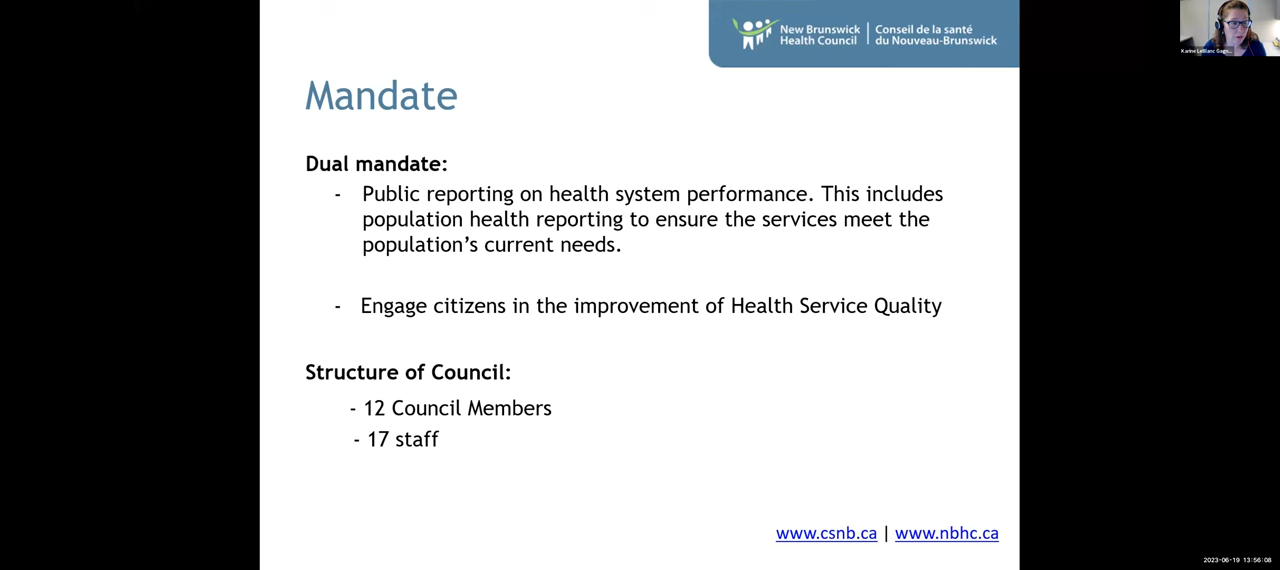 New Brunswick
Health Council
Conseil de la santé
du Nouveau-Brunswick
Karine LeBlanc Gagn...
Mandate
Dual mandate:
- Public reporting on health system performance. This includes
population health reporting to ensure the services meet the
population's current needs.
- Engage citizens in the improvement of Health Service Quality
Structure of Council:
- 12 Council Members
- 17 staff
www.csnb.ca | www.nbhc.ca
2023-06-19 13:56:08